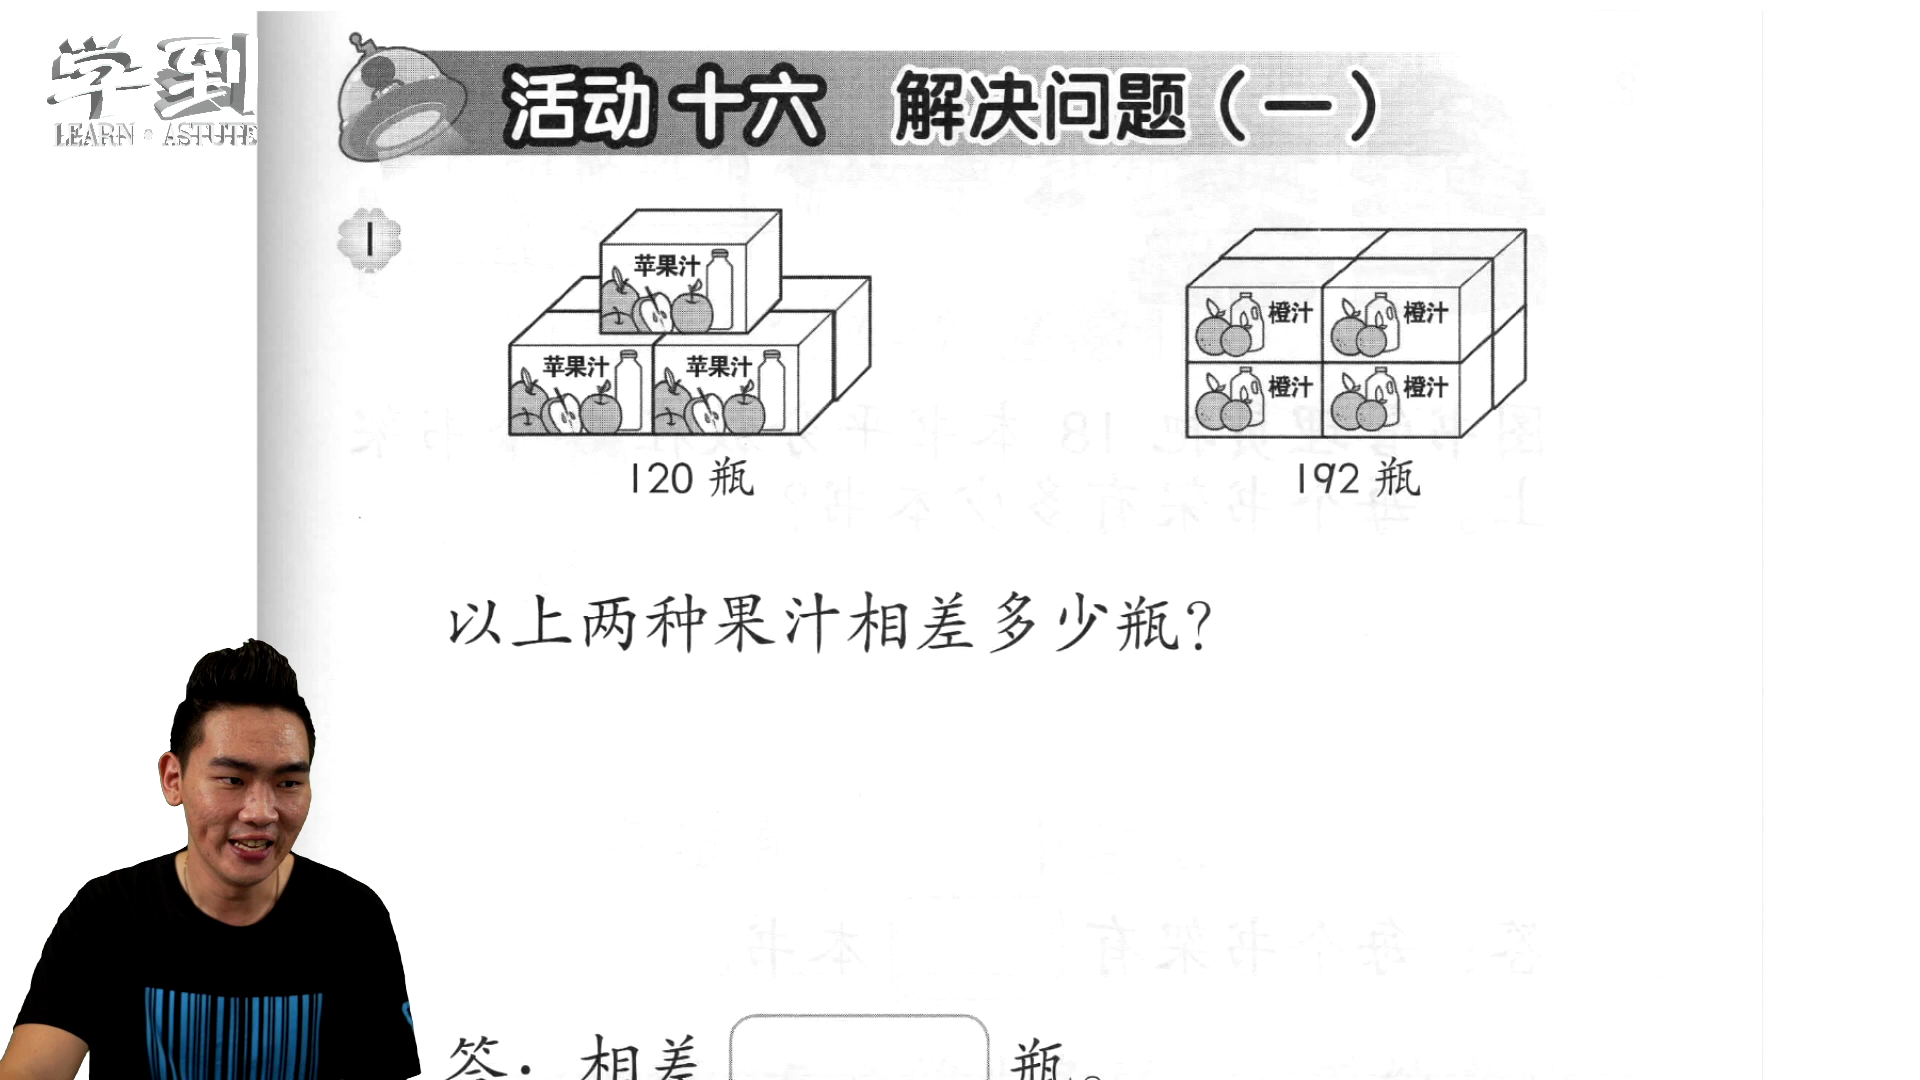 学到
LEARN · ASTUTE
活动十六 解决问题(一)
1
苹果汁
苹果汁 苹果汁
橙汁 橙汁
橙汁 橙汁
120 瓶
192 瓶
以上两种果汁相差多少瓶?
答:相差 瓶。